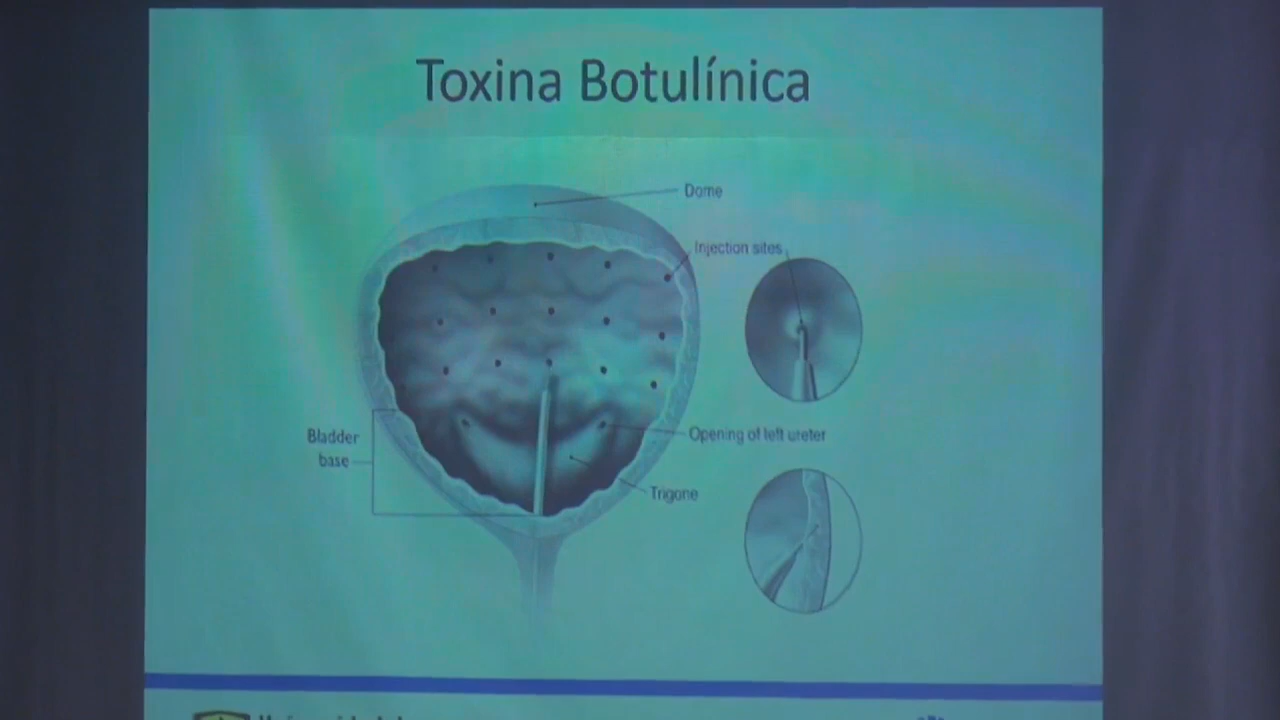 Toxina Botulínica
Dome
Injection sites
Bladder
base
Opening of left ureter
Trigone